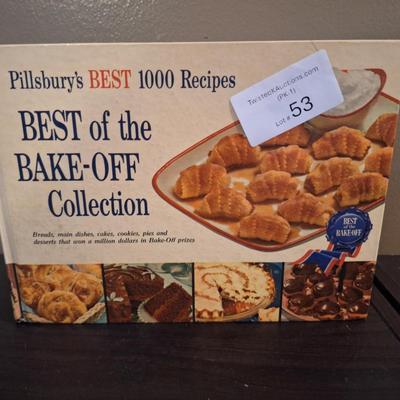 Pillsbury's BEST 1000 Recipes
BEST of the
BAKE-OFF
Collection
Breads, main dishes, cakes, cookies, pies and
desserts that won a million dollars in Bake-Off prizes
TwistedKAuctions.com
(PK 1)
Lot # 53
BEST
of the
BAKE-OFF